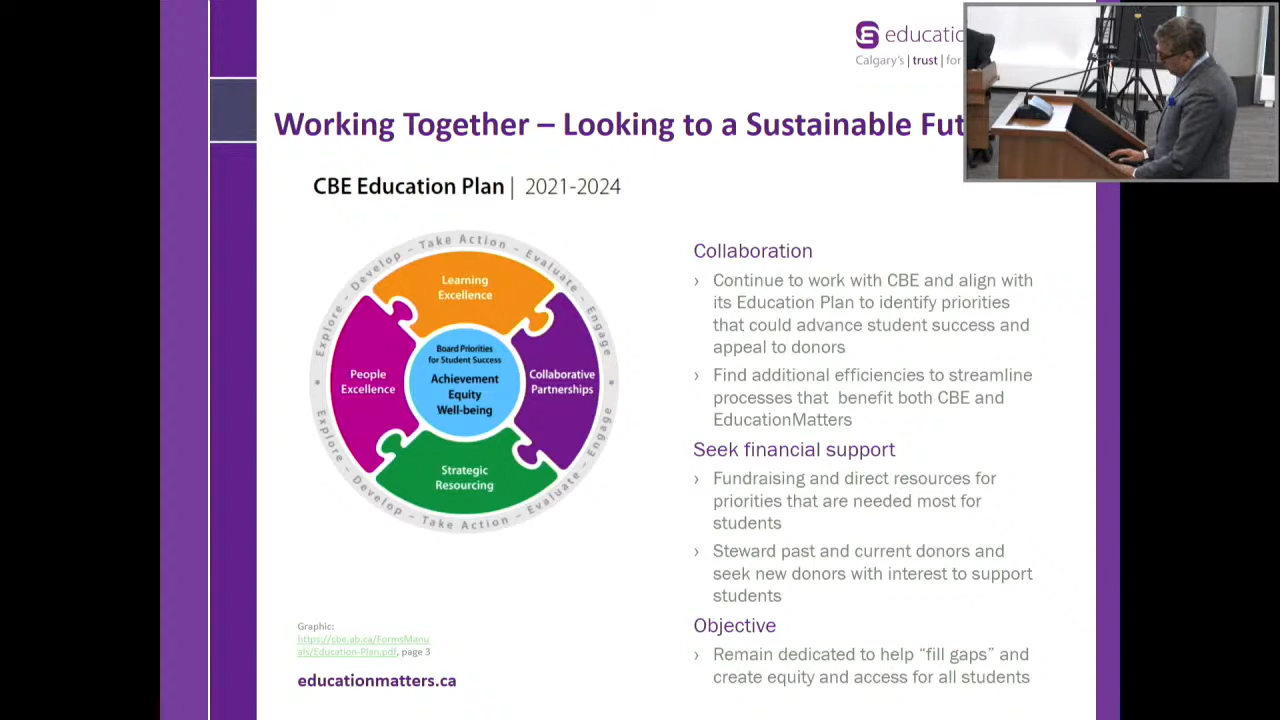 educatio
Calgary's | trust | for
Working Together – Looking to a Sustainable Fut
CBE Education Plan | 2021-2024
Explore – Develop – Take Action – Evaluate – Engage
Learning
Excellence
People
Excellence
Board Priorities
for Student Success
Achievement
Equity
Well-being
Collaborative
Partnerships
Strategic
Resourcing
Explore – Develop – Take Action – Evaluate – Engage
Collaboration
› Continue to work with CBE and align with
its Education Plan to identify priorities
that could advance student success and
appeal to donors
› Find additional efficiencies to streamline
processes that benefit both CBE and
EducationMatters
Seek financial support
› Fundraising and direct resources for
priorities that are needed most for
students
› Steward past and current donors and
seek new donors with interest to support
students
Objective
› Remain dedicated to help “fill gaps” and
create equity and access for all students
Graphic:
https://cbe.ab.ca/FormsManu
als/Education-Plan.pdf, page 3
educationmatters.ca